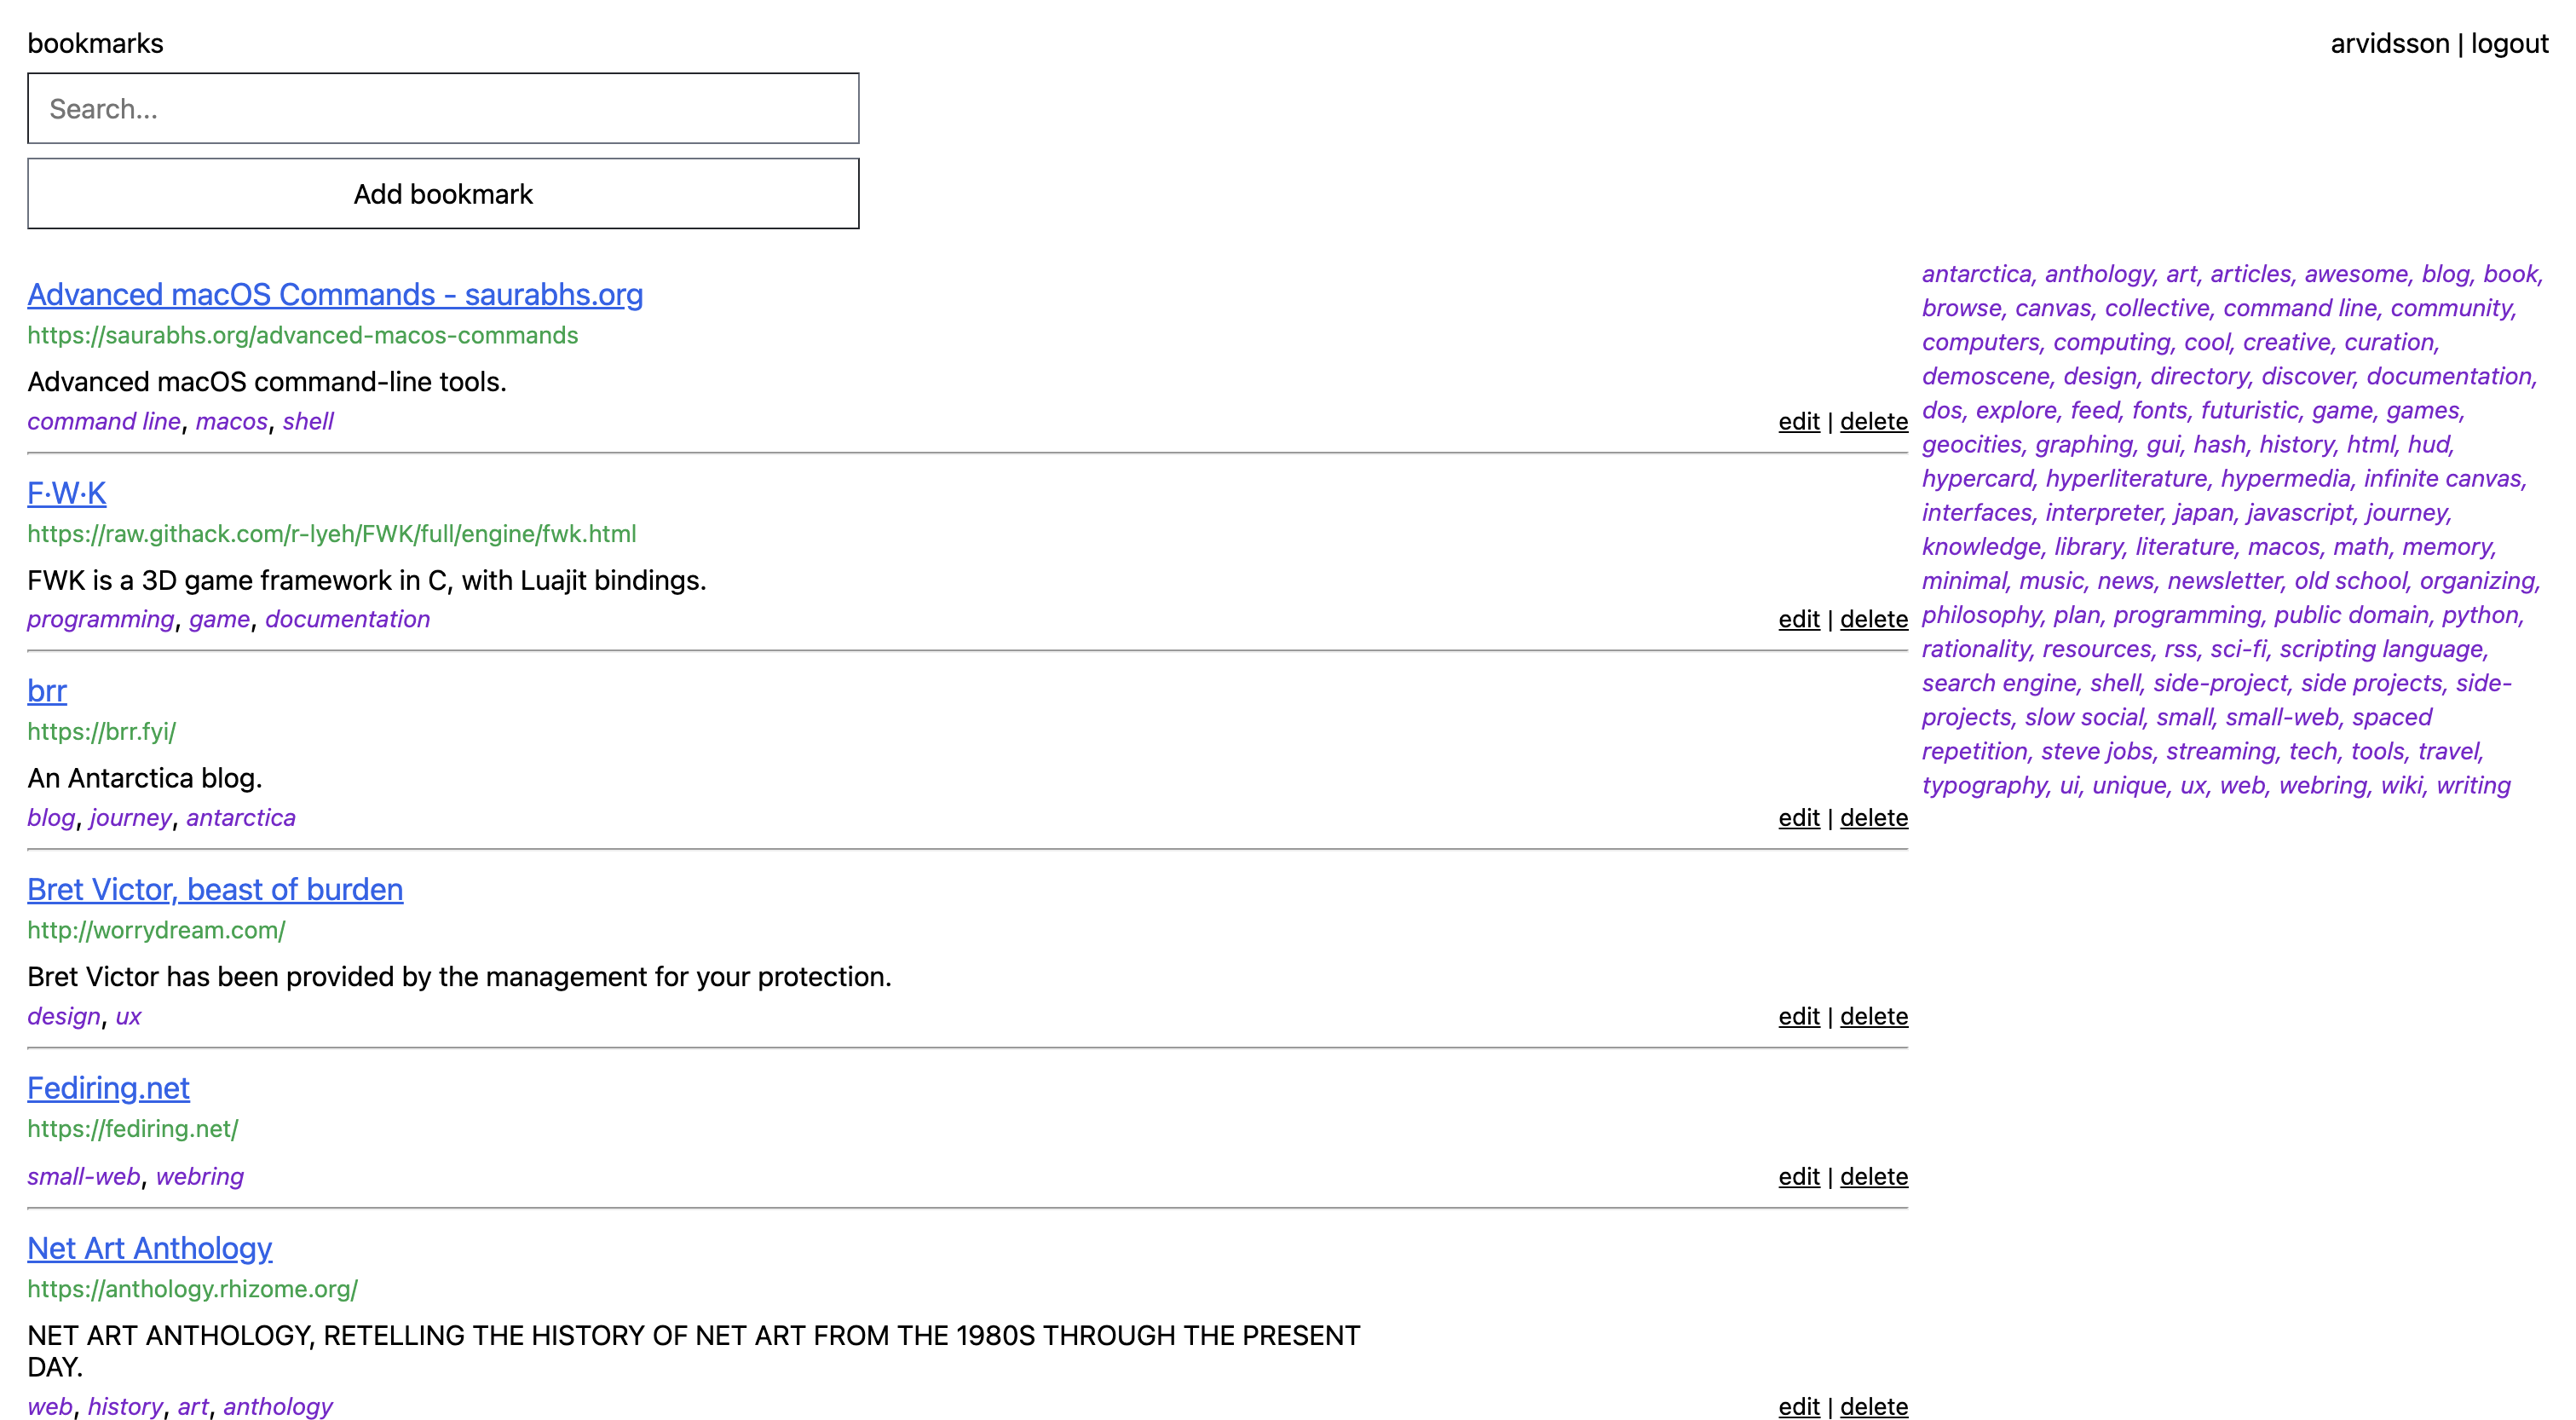 bookmarks
arvidsson | logout
Search...
Add bookmark
Advanced macOS Commands - saurabhs.org
https://saurabhs.org/advanced-macos-commands
Advanced macOS command-line tools.
command line, macos, shell
edit | delete
F·W·K
https://raw.githack.com/r-lyeh/FWK/full/engine/fwk.html
FWK is a 3D game framework in C, with Luajit bindings.
programming, game, documentation
edit | delete
brr
https://brr.fyi/
An Antarctica blog.
blog, journey, antarctica
edit | delete
Bret Victor, beast of burden
http://worrydream.com/
Bret Victor has been provided by the management for your protection.
design, ux
edit | delete
Fediring.net
https://fediring.net/
small-web, webring
edit | delete
Net Art Anthology
https://anthology.rhizome.org/
NET ART ANTHOLOGY, RETELLING THE HISTORY OF NET ART FROM THE 1980S THROUGH THE PRESENT
DAY.
web, history, art, anthology
edit | delete
antarctica, anthology, art, articles, awesome, blog, book,
browse, canvas, collective, command line, community,
computers, computing, cool, creative, curation,
demoscene, design, directory, discover, documentation,
dos, explore, feed, fonts, futuristic, game, games,
geocities, graphing, gui, hash, history, html, hud,
hypercard, hyperliterature, hypermedia, infinite canvas,
interfaces, interpreter, japan, javascript, journey,
knowledge, library, literature, macos, math, memory,
minimal, music, news, newsletter, old school, organizing,
philosophy, plan, programming, public domain, python,
rationality, resources, rss, sci-fi, scripting language,
search engine, shell, side-project, side projects, side-
projects, slow social, small, small-web, spaced
repetition, steve jobs, streaming, tech, tools, travel,
typography, ui, unique, ux, web, webring, wiki, writing